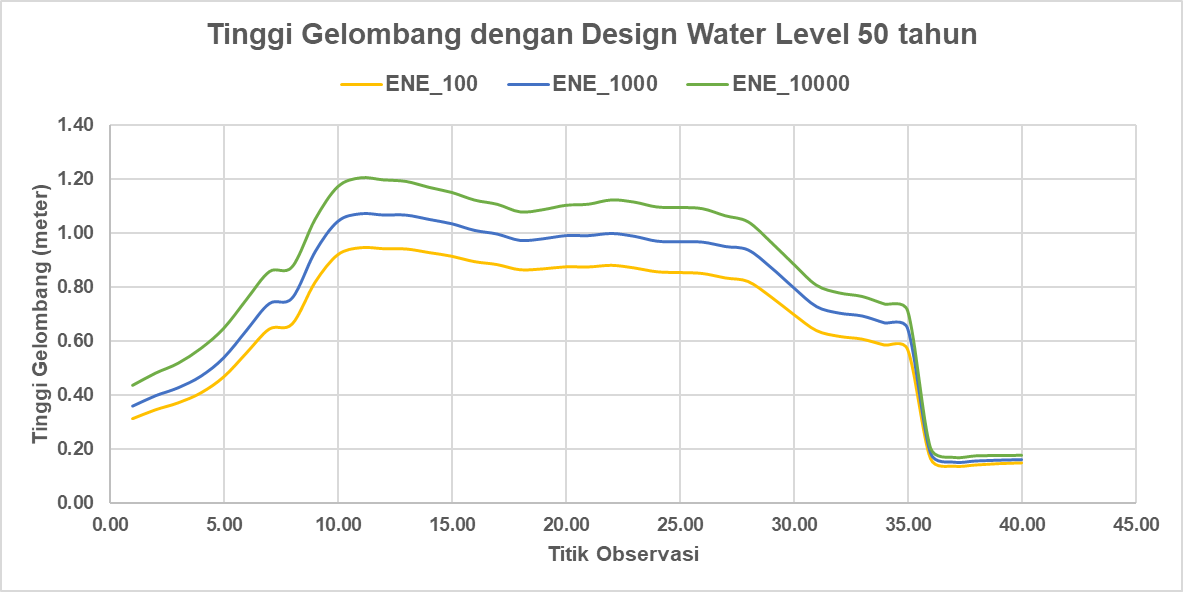 Tinggi Gelombang dengan Design Water Level 50 tahun
ENE_100 ENE_1000 ENE_10000
Tinggi Gelombang (meter)
1.40
1.20
1.00
0.80
0.60
0.40
0.20
0.00
0.00 5.00 10.00 15.00 20.00 25.00 30.00 35.00 40.00 45.00
Titik Observasi